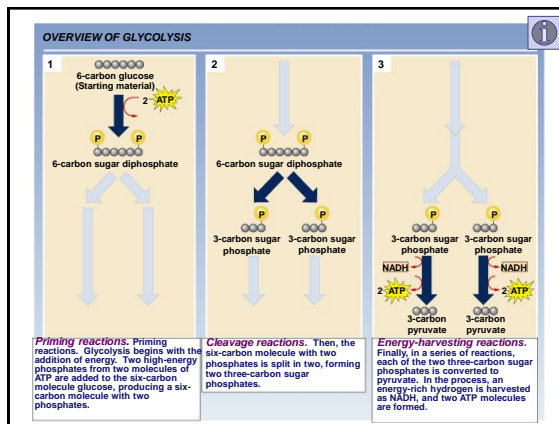 OVERVIEW OF GLYCOLYSIS
i
1
6-carbon glucose
(Starting material)
2 ATP
P P
6-carbon sugar diphosphate
2
P P
6-carbon sugar diphosphate
P P
3-carbon sugar
phosphate
3-carbon sugar
phosphate
3
P P
3-carbon sugar
phosphate
3-carbon sugar
phosphate
NADH NADH
2 ATP 2 ATP
3-carbon
pyruvate
3-carbon
pyruvate
Priming reactions. Priming
reactions. Glycolysis begins with the
addition of energy. Two high-energy
phosphates from two molecules of
ATP are added to the six-carbon
molecule glucose, producing a six-
carbon molecule with two
phosphates.
Cleavage reactions. Then, the
six-carbon molecule with two
phosphates is split in two, forming
two three-carbon sugar
phosphates.
Energy-harvesting reactions.
Finally, in a series of reactions,
each of the two three-carbon sugar
phosphates is converted to
pyruvate. In the process, an
energy-rich hydrogen is harvested
as NADH, and two ATP molecules
are formed.